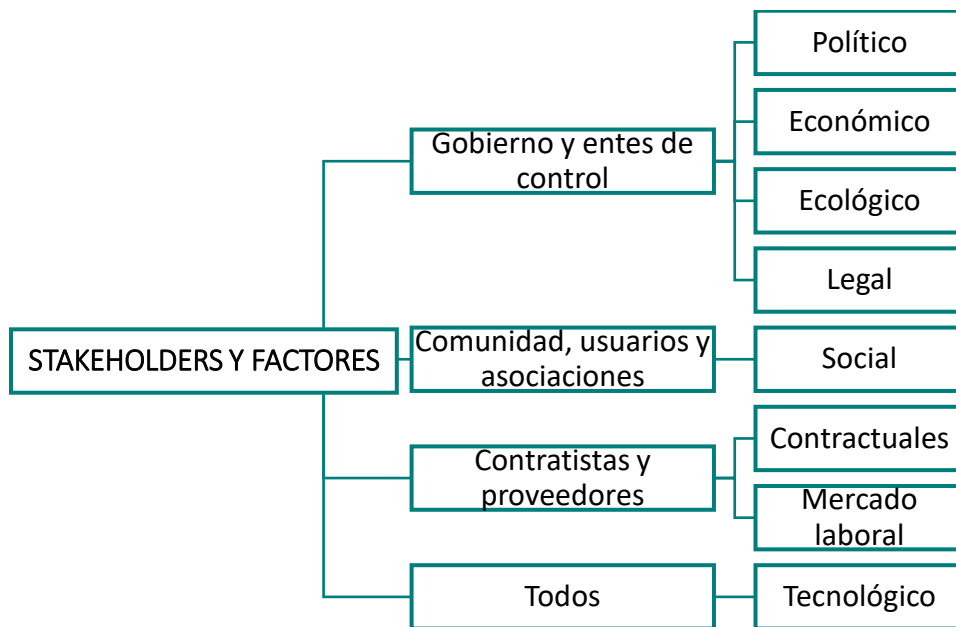 STAKEHOLDERS Y FACTORES
Gobierno y entes de
control
Político
Económico
Ecológico
Legal
Comunidad, usuarios y
asociaciones
Social
Contratistas y
proveedores
Contractuales
Mercado
laboral
Todos
Tecnológico